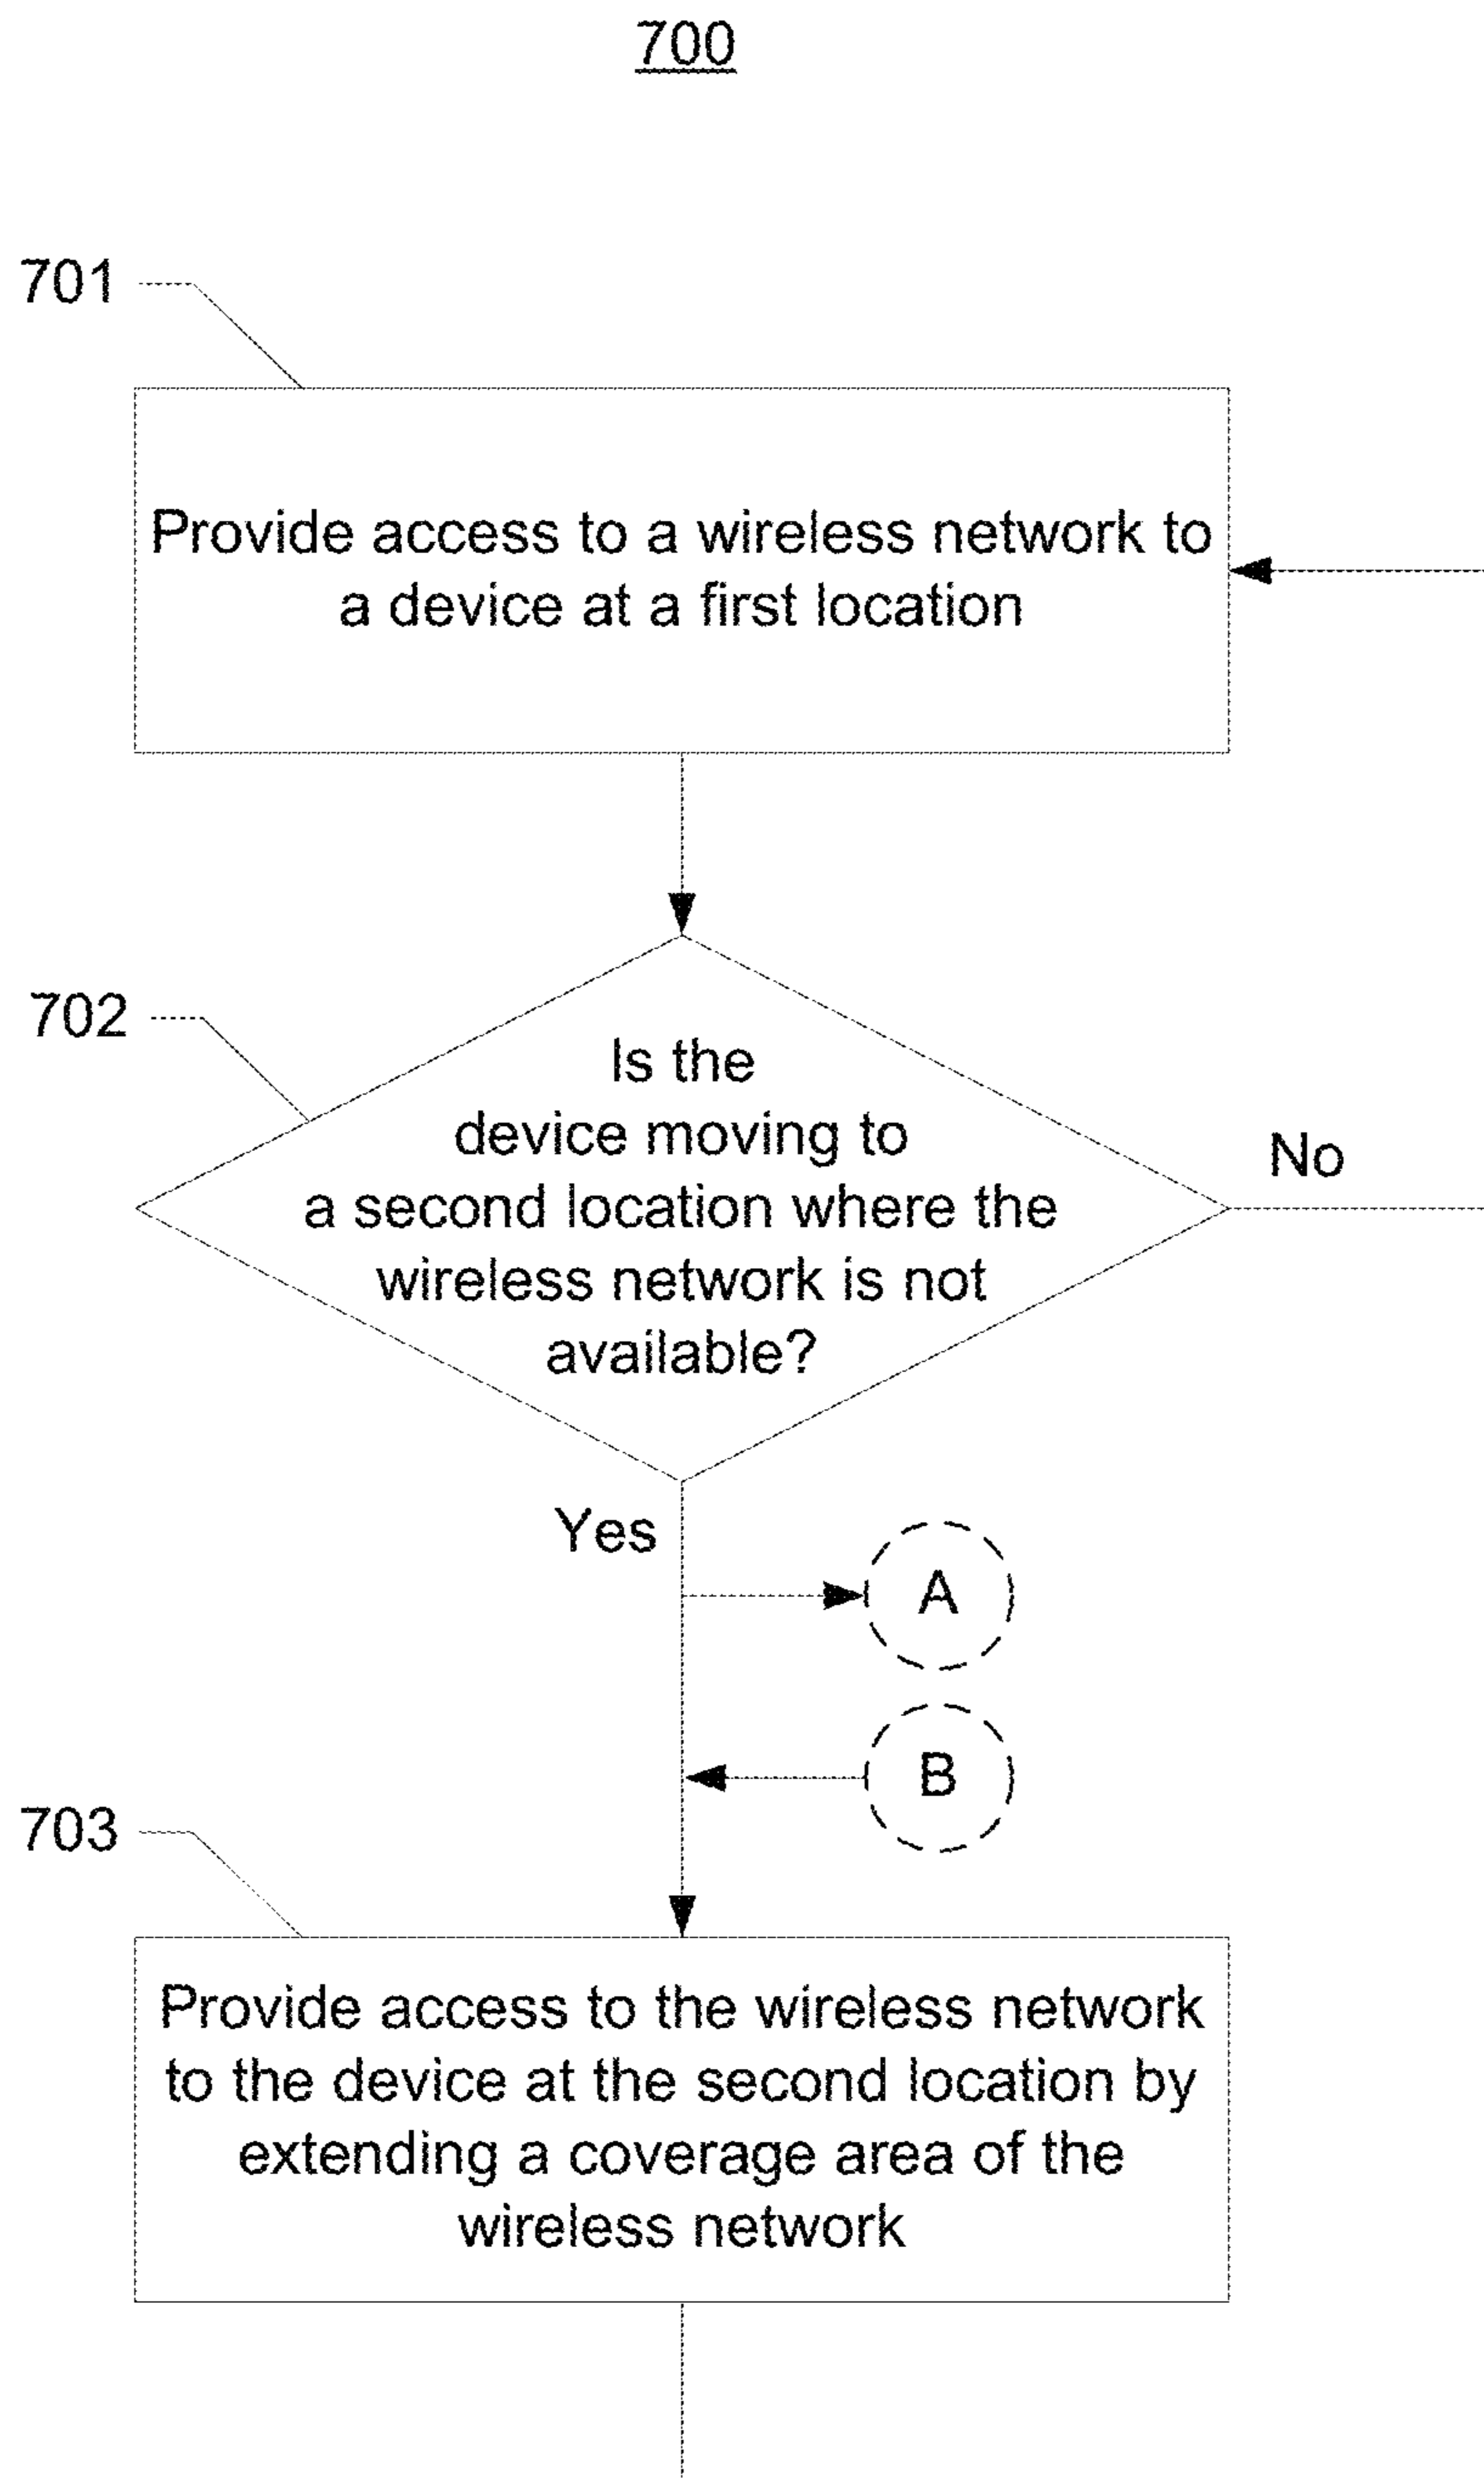 700
701
Provide access to a wireless network to
a device at a first location
702
Is the
device moving to
a second location where the
wireless network is not
available?
No
Yes
A
B
703
Provide access to the wireless network
to the device at the second location by
extending a coverage area of the
wireless network